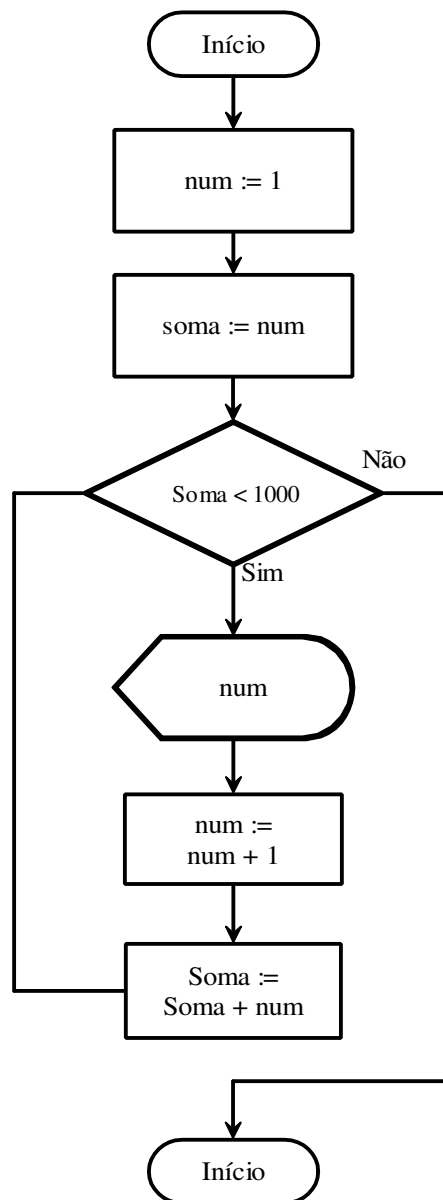 Início
num := 1
soma := num
Não
Soma < 1000
Sim
num
num :=
num + 1
Soma :=
Soma + num
Início